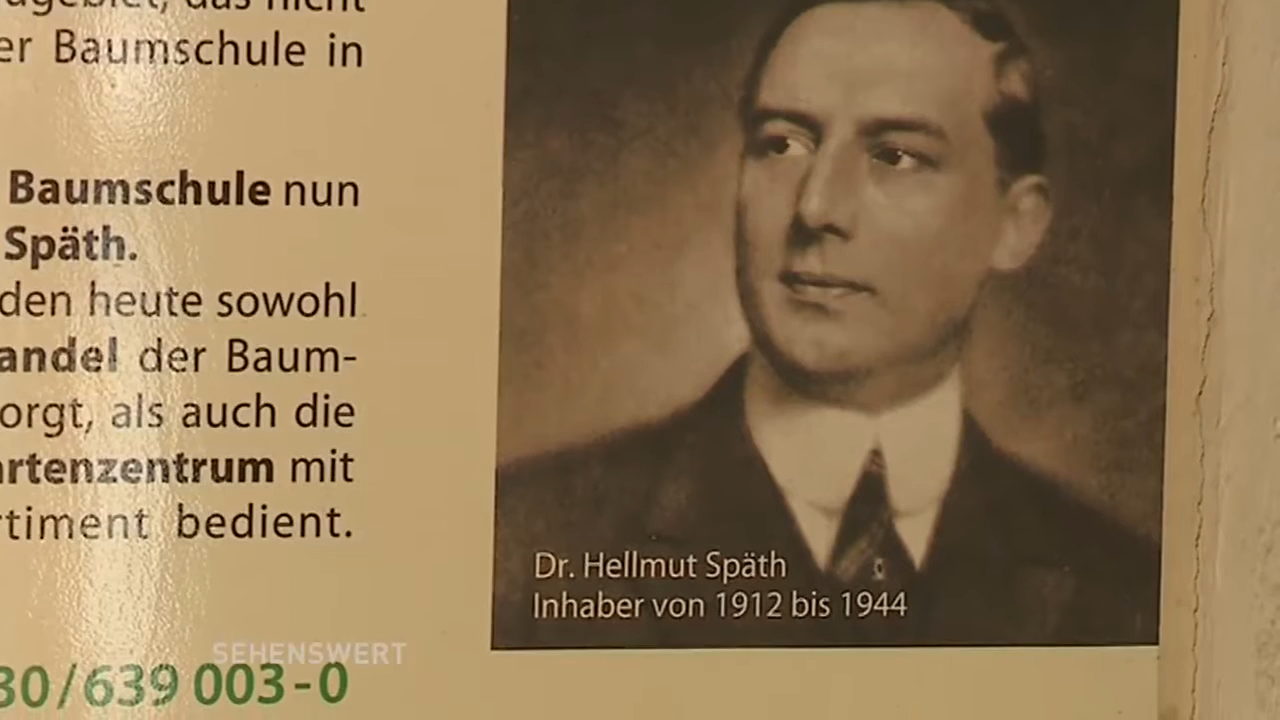 er Baumschule in
Baumschule nun
Späth.
den heute sowohl
andel der Baum-
orgt, als auch die
artenzentrum mit
rtiment bedient.
30/639 003-0
SEHENSWERT
Dr. Hellmut Späth
Inhaber von 1912 bis 1944